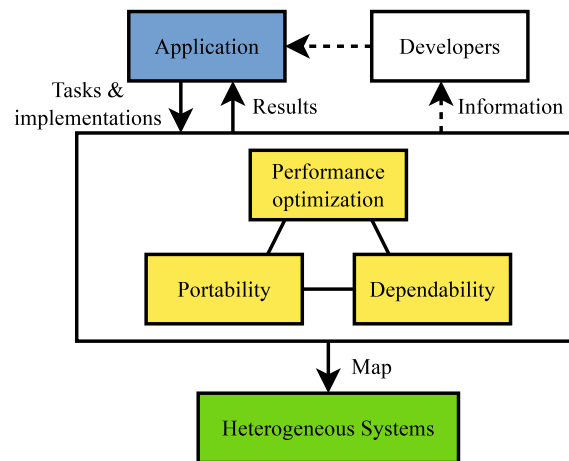 Application
Developers
Tasks &
implementations
Results
Information
Performance
optimization
Portability
Dependability
Map
Heterogeneous Systems